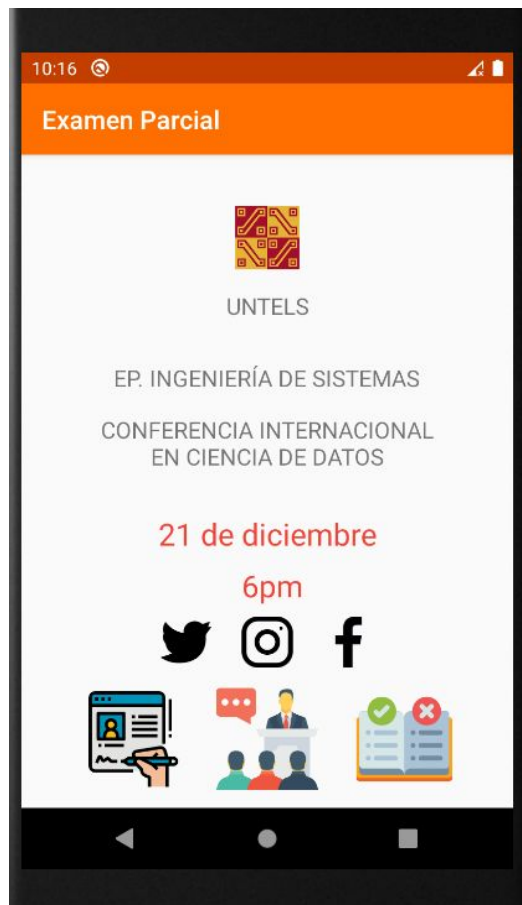 10:16
Examen Parcial
UNTELS
EP. INGENIERÍA DE SISTEMAS
CONFERENCIA INTERNACIONAL
EN CIENCIA DE DATOS
21 de diciembre
6pm